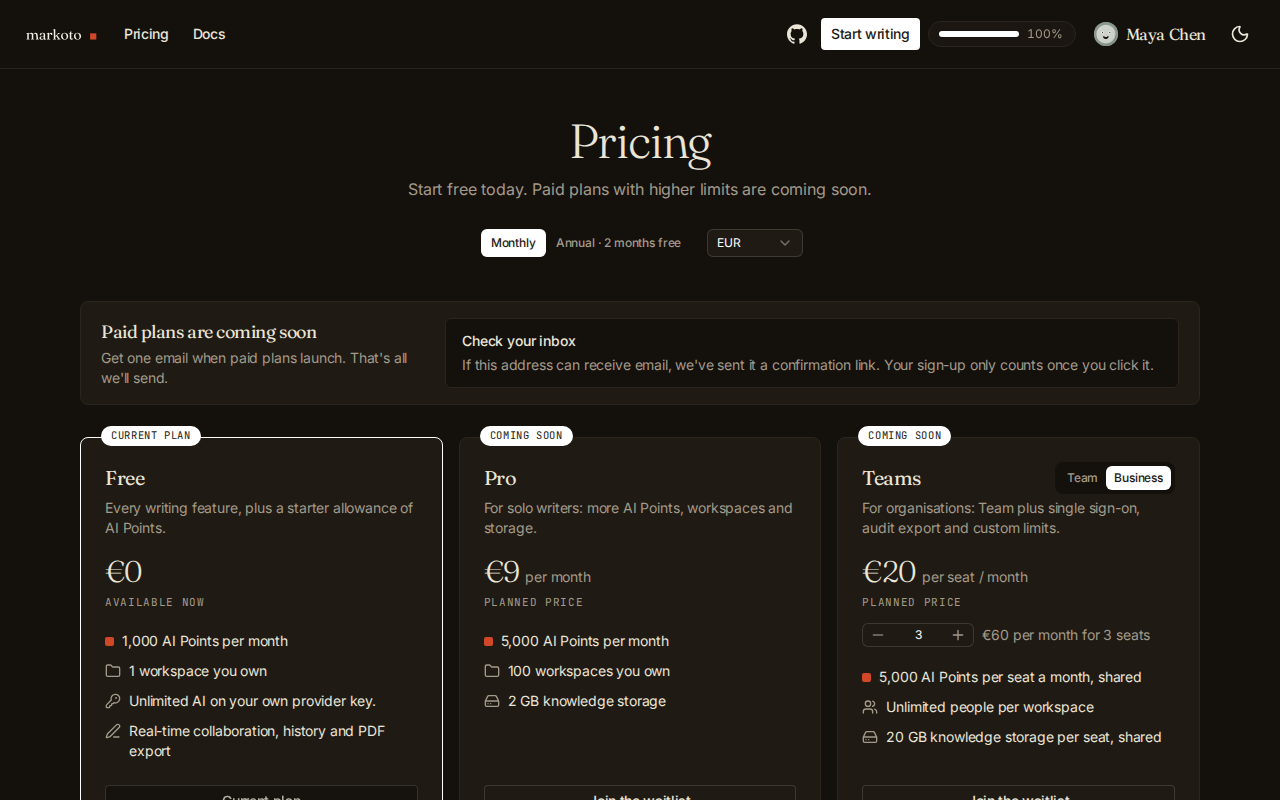 markoto
Pricing
Docs
Start writing
100%
Maya Chen
Pricing
Start free today. Paid plans with higher limits are coming soon.
Monthly
Annual · 2 months free
EUR
Paid plans are coming soon
Get one email when paid plans launch. That's all
we'll send.
Check your inbox
If this address can receive email, we've sent it a confirmation link. Your sign-up only counts once you click it.
CURRENT PLAN
Free
Every writing feature, plus a starter allowance of
AI Points.
€0
AVAILABLE NOW
1,000 AI Points per month
1 workspace you own
Unlimited AI on your own provider key.
Real-time collaboration, history and PDF
export
Current plan
COMING SOON
Pro
For solo writers: more AI Points, workspaces and
storage.
€9 per month
PLANNED PRICE
5,000 AI Points per month
100 workspaces you own
2 GB knowledge storage
Join the waitlist
COMING SOON
Teams
Team
Business
For organisations: Team plus single sign-on,
audit export and custom limits.
€20 per seat / month
PLANNED PRICE
3
€60 per month for 3 seats
5,000 AI Points per seat a month, shared
Unlimited people per workspace
20 GB knowledge storage per seat, shared
Join the waitlist